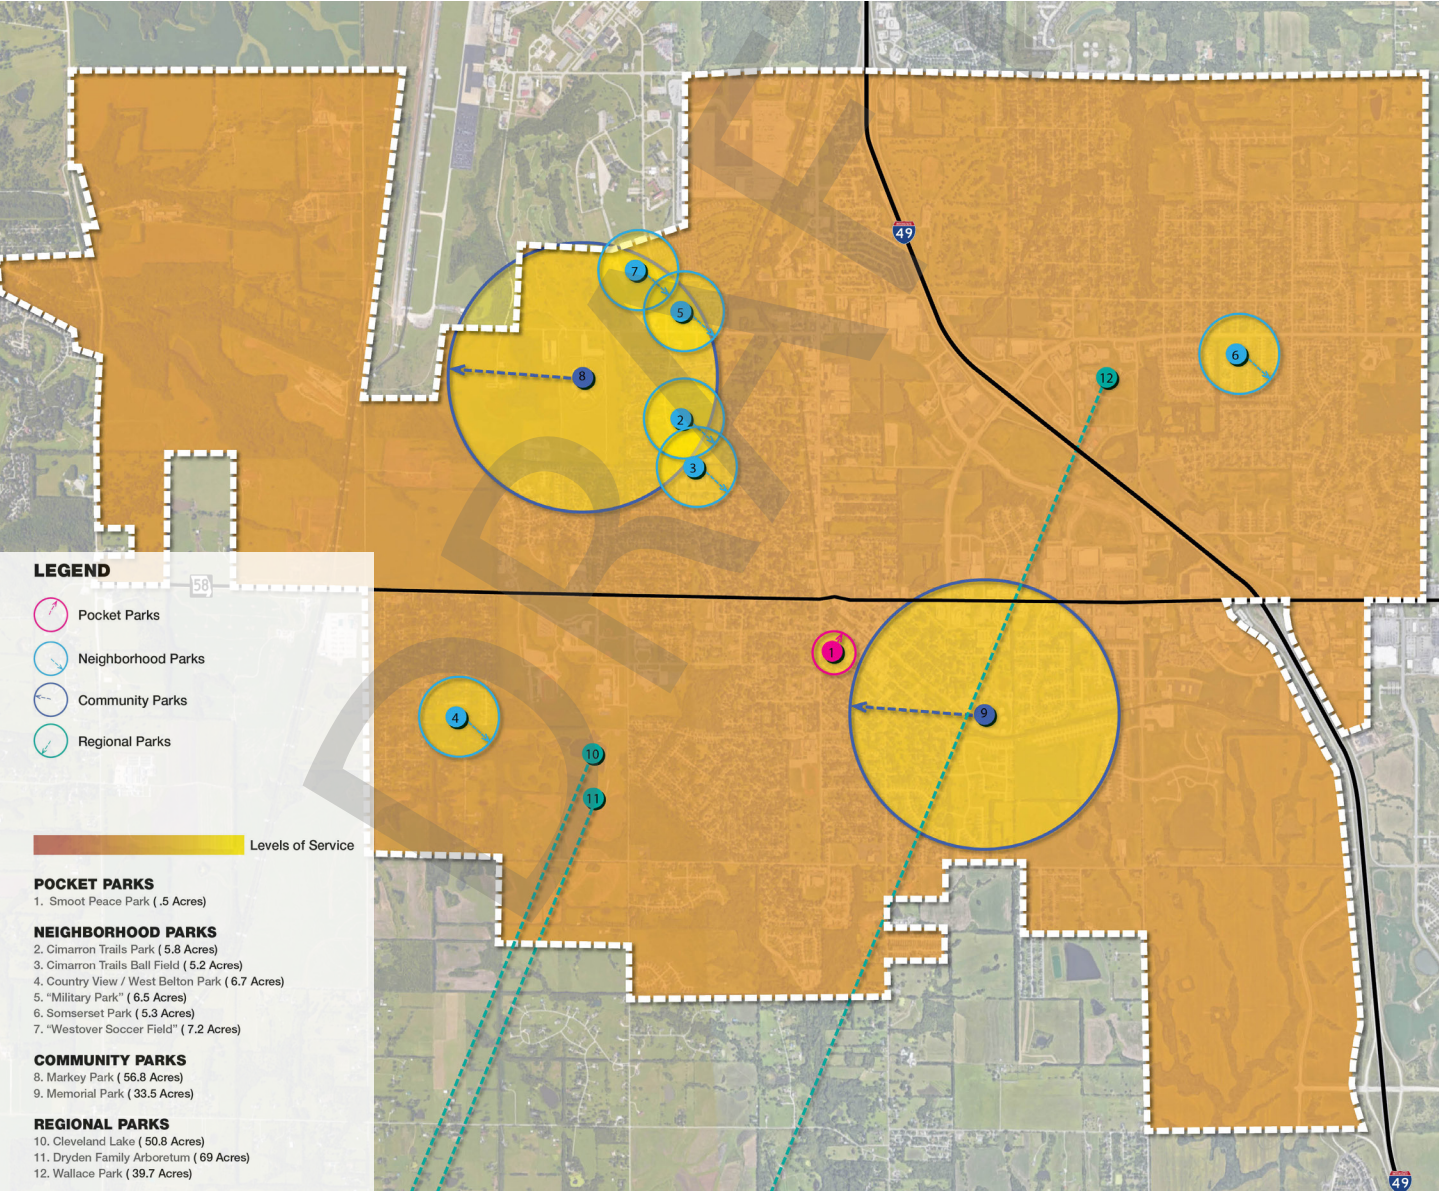 49
7
5
6
8
12
2
3
58
LEGEND
Pocket Parks
Neighborhood Parks
Community Parks
Regional Parks
1
4
9
10
11
Levels of Service
POCKET PARKS
1. Smoot Peace Park ( .5 Acres)
NEIGHBORHOOD PARKS
2. Cimarron Trails Park ( 5.8 Acres)
3. Cimarron Trails Ball Field ( 5.2 Acres)
4. Country View / West Belton Park ( 6.7 Acres)
5. “Military Park” ( 6.5 Acres)
6. Somserset Park ( 5.3 Acres)
7. “Westover Soccer Field” ( 7.2 Acres)
COMMUNITY PARKS
8. Markey Park ( 56.8 Acres)
9. Memorial Park ( 33.5 Acres)
REGIONAL PARKS
10. Cleveland Lake ( 50.8 Acres)
11. Dryden Family Arboretum ( 69 Acres)
12. Wallace Park ( 39.7 Acres)
49
DRAFT